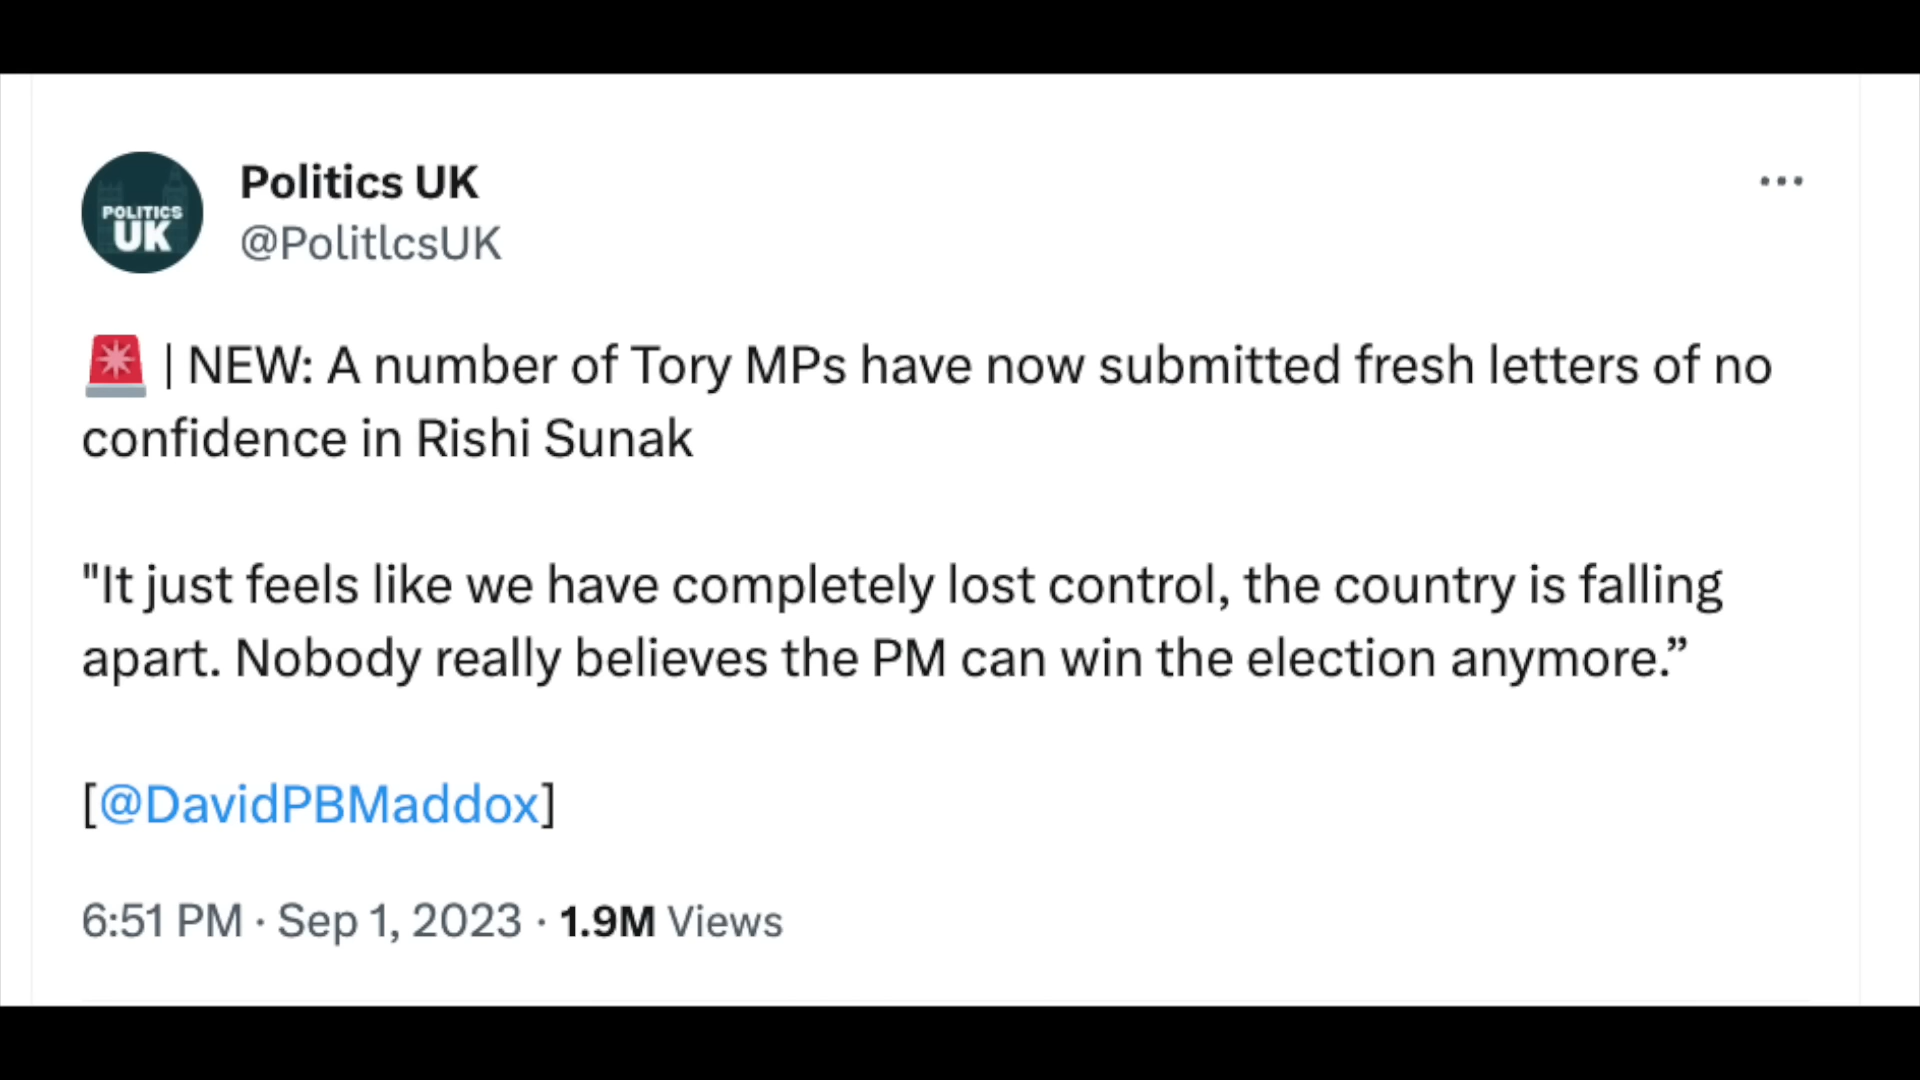 POLITICS
UK
Politics UK
@PolitlcsUK
🚨 | NEW: A number of Tory MPs have now submitted fresh letters of no
confidence in Rishi Sunak
"It just feels like we have completely lost control, the country is falling
apart. Nobody really believes the PM can win the election anymore.”
[@DavidPBMaddox]
6:51 PM · Sep 1, 2023 · 1.9M Views